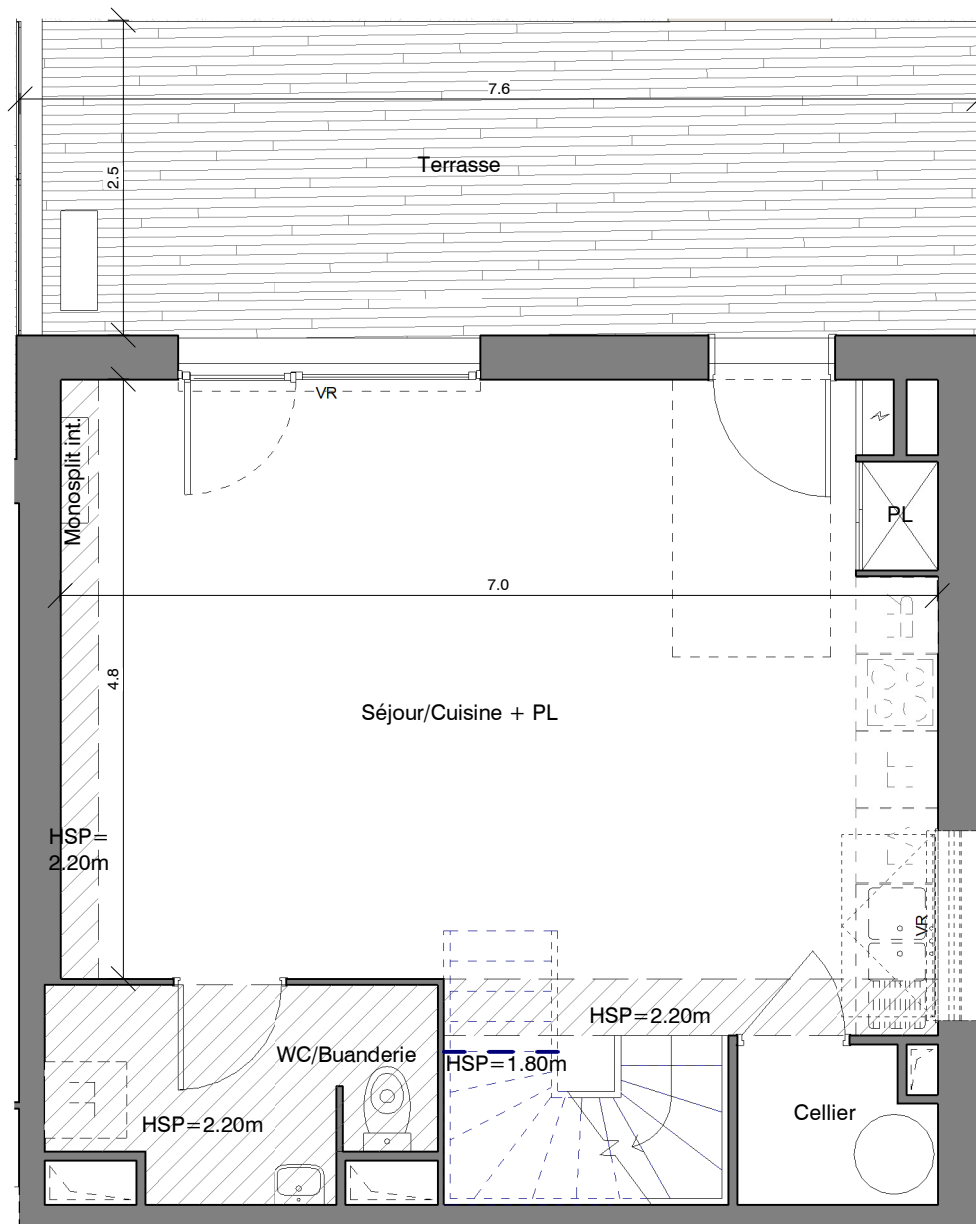 7.6
Terrasse
2.5
VR
Monosplit int.
PL
7.0
4.8
Séjour/Cuisine + PL
HSP=
2.20m
VR
HSP=2.20m
WC/Buanderie
HSP=1.80m
HSP=2.20m
Cellier